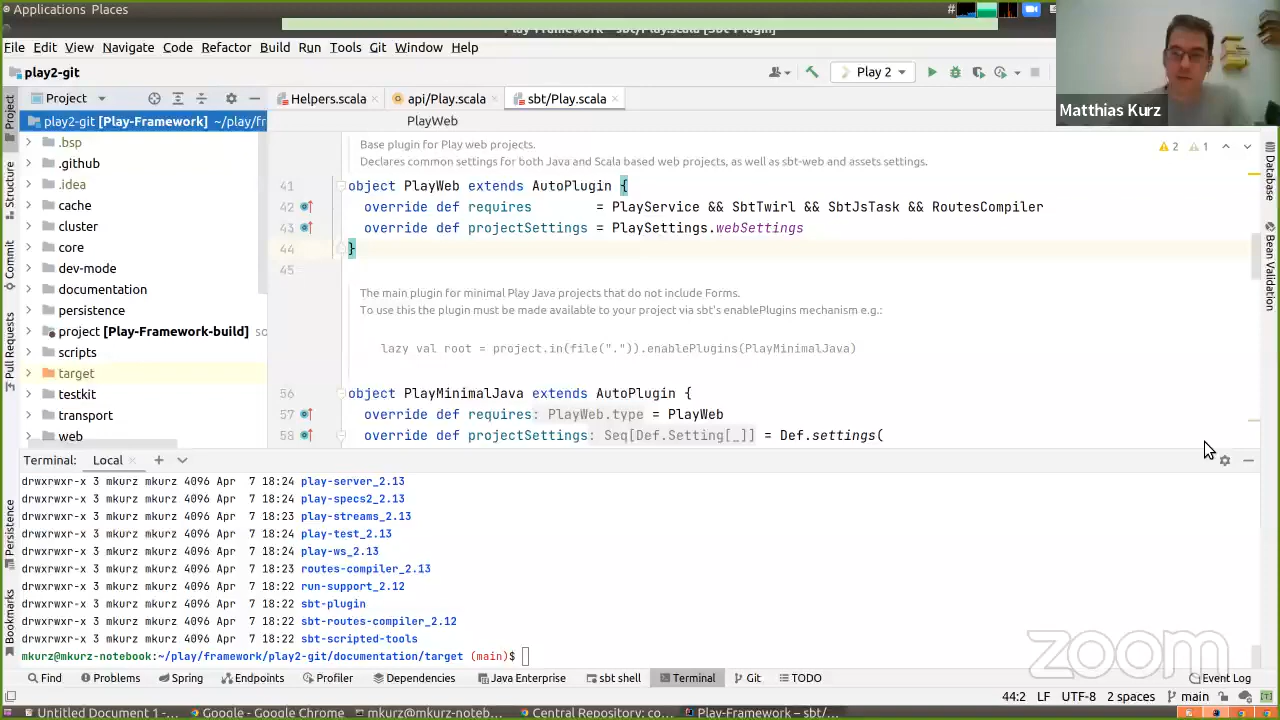 Applications Places
#
Play-Framework – sbt/Play.scala [sbt-Plugin]
File Edit View Navigate Code Refactor Build Run Tools Git Window Help
play2-git
Play 2
Matthias Kurz
Project
Helpers.scala
api/Play.scala
sbt/Play.scala
PlayWeb
Project
Commit
Structure
Pull Requests
Persistence
Bookmarks
play2-git [Play-Framework] ~/play/fr
.bsp
.github
.idea
cache
cluster
core
dev-mode
documentation
persistence
project [Play-Framework-build] sc
scripts
target
testkit
transport
web
Base plugin for Play web projects.
Declares common settings for both Java and Scala based web projects, as well as sbt-web and assets settings.
2 1
41 object PlayWeb extends AutoPlugin {
42 override def requires = PlayService && SbtTwirl && SbtJsTask && RoutesCompiler
43 override def projectSettings = PlaySettings.webSettings
44 }
45
The main plugin for minimal Play Java projects that do not include Forms.
To use this the plugin must be made available to your project via sbt's enablePlugins mechanism e.g.:
lazy val root = project.in(file(".")).enablePlugins(PlayMinimalJava)
56 object PlayMinimalJava extends AutoPlugin {
57 override def requires: PlayWeb.type = PlayWeb
58 override def projectSettings: Seq[Def.Setting[_]] = Def.settings(
Database
Bean Validation
Terminal: Local
drwxrwxr-x 3 mkurz mkurz 4096 Apr 7 18:24 play-server_2.13
drwxrwxr-x 3 mkurz mkurz 4096 Apr 7 18:24 play-specs2_2.13
drwxrwxr-x 3 mkurz mkurz 4096 Apr 7 18:23 play-streams_2.13
drwxrwxr-x 3 mkurz mkurz 4096 Apr 7 18:24 play-test_2.13
drwxrwxr-x 3 mkurz mkurz 4096 Apr 7 18:24 play-ws_2.13
drwxrwxr-x 3 mkurz mkurz 4096 Apr 7 18:23 routes-compiler_2.13
drwxrwxr-x 3 mkurz mkurz 4096 Apr 7 18:22 run-support_2.12
drwxrwxr-x 3 mkurz mkurz 4096 Apr 7 18:22 sbt-plugin
drwxrwxr-x 3 mkurz mkurz 4096 Apr 7 18:22 sbt-routes-compiler_2.12
drwxrwxr-x 3 mkurz mkurz 4096 Apr 7 18:22 sbt-scripted-tools
mkurz@mkurz-notebook:~/play/framework/play2-git/documentation/target (main)$
zoom
Find Problems Spring Endpoints Profiler Dependencies Java Enterprise sbt shell Terminal Git TODO Event Log
44:2 LF UTF-8 2 spaces main
Untitled Document 1 -... Google – Google Chrome mkurz@mkurz-noteb... Central Repository: co... Play-Framework – sbt/...